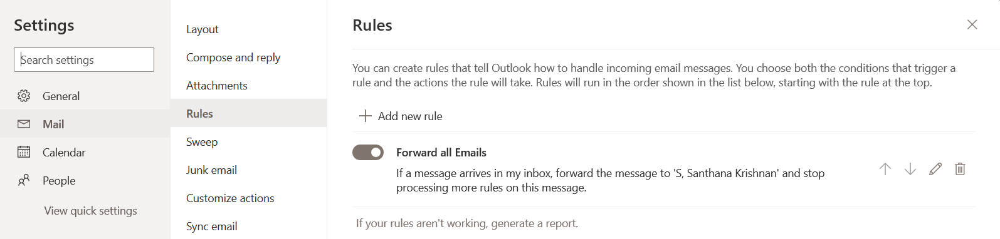 Settings
Search settings
General
Mail
Calendar
People
View quick settings
Layout
Compose and reply
Attachments
Rules
Sweep
Junk email
Customize actions
Sync email
Rules
You can create rules that tell Outlook how to handle incoming email messages. You choose both the conditions that trigger a
rule and the actions the rule will take. Rules will run in the order shown in the list below, starting with the rule at the top.
Add new rule
Forward all Emails
If a message arrives in my inbox, forward the message to 'S, Santhana Krishnan' and stop
processing more rules on this message.
If your rules aren't working, generate a report.